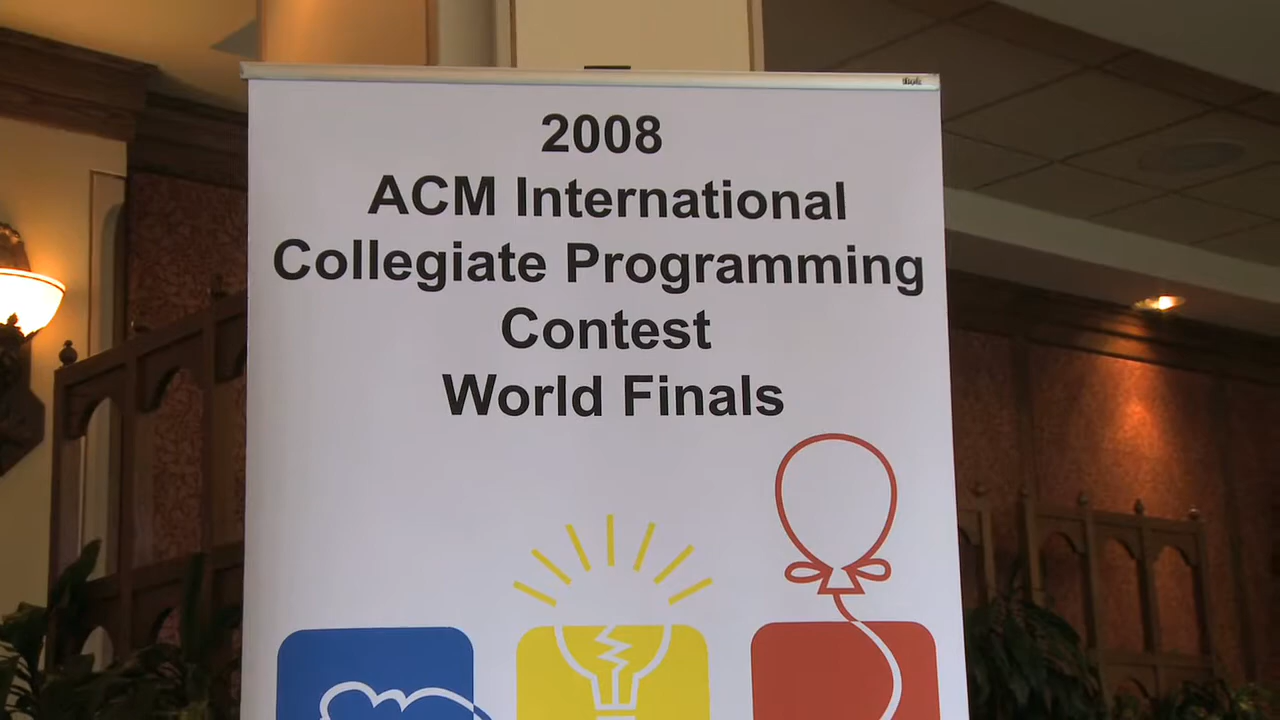 2008
ACM International
Collegiate Programming
Contest
World Finals